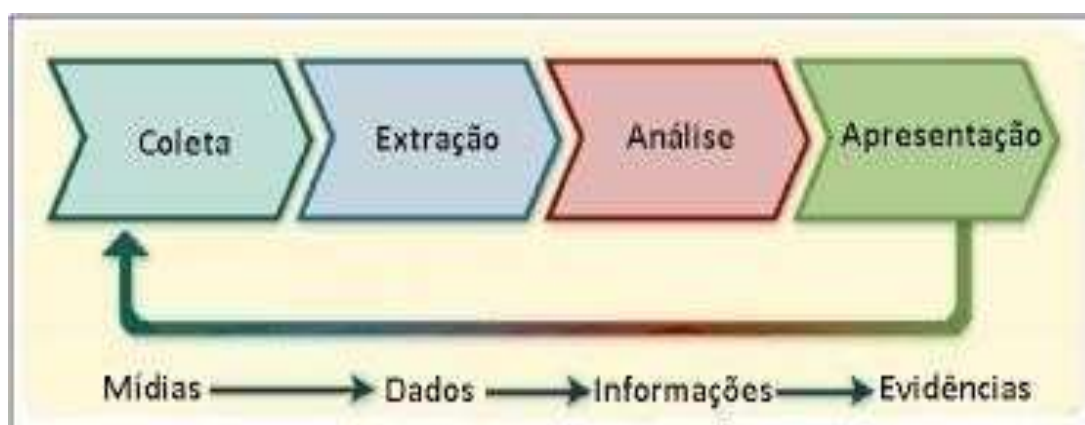 Coleta
Extração
Análise
Apresentação
Mídias
Dados
Informações
Evidências